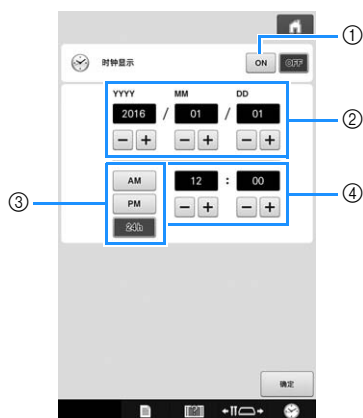 ①
时钟显示 ON OFF
YYYY MM DD
2016 / 01 / 01 ②
− + − + − +
AM 12 : 00
③ PM − + − + ④
24h
确定